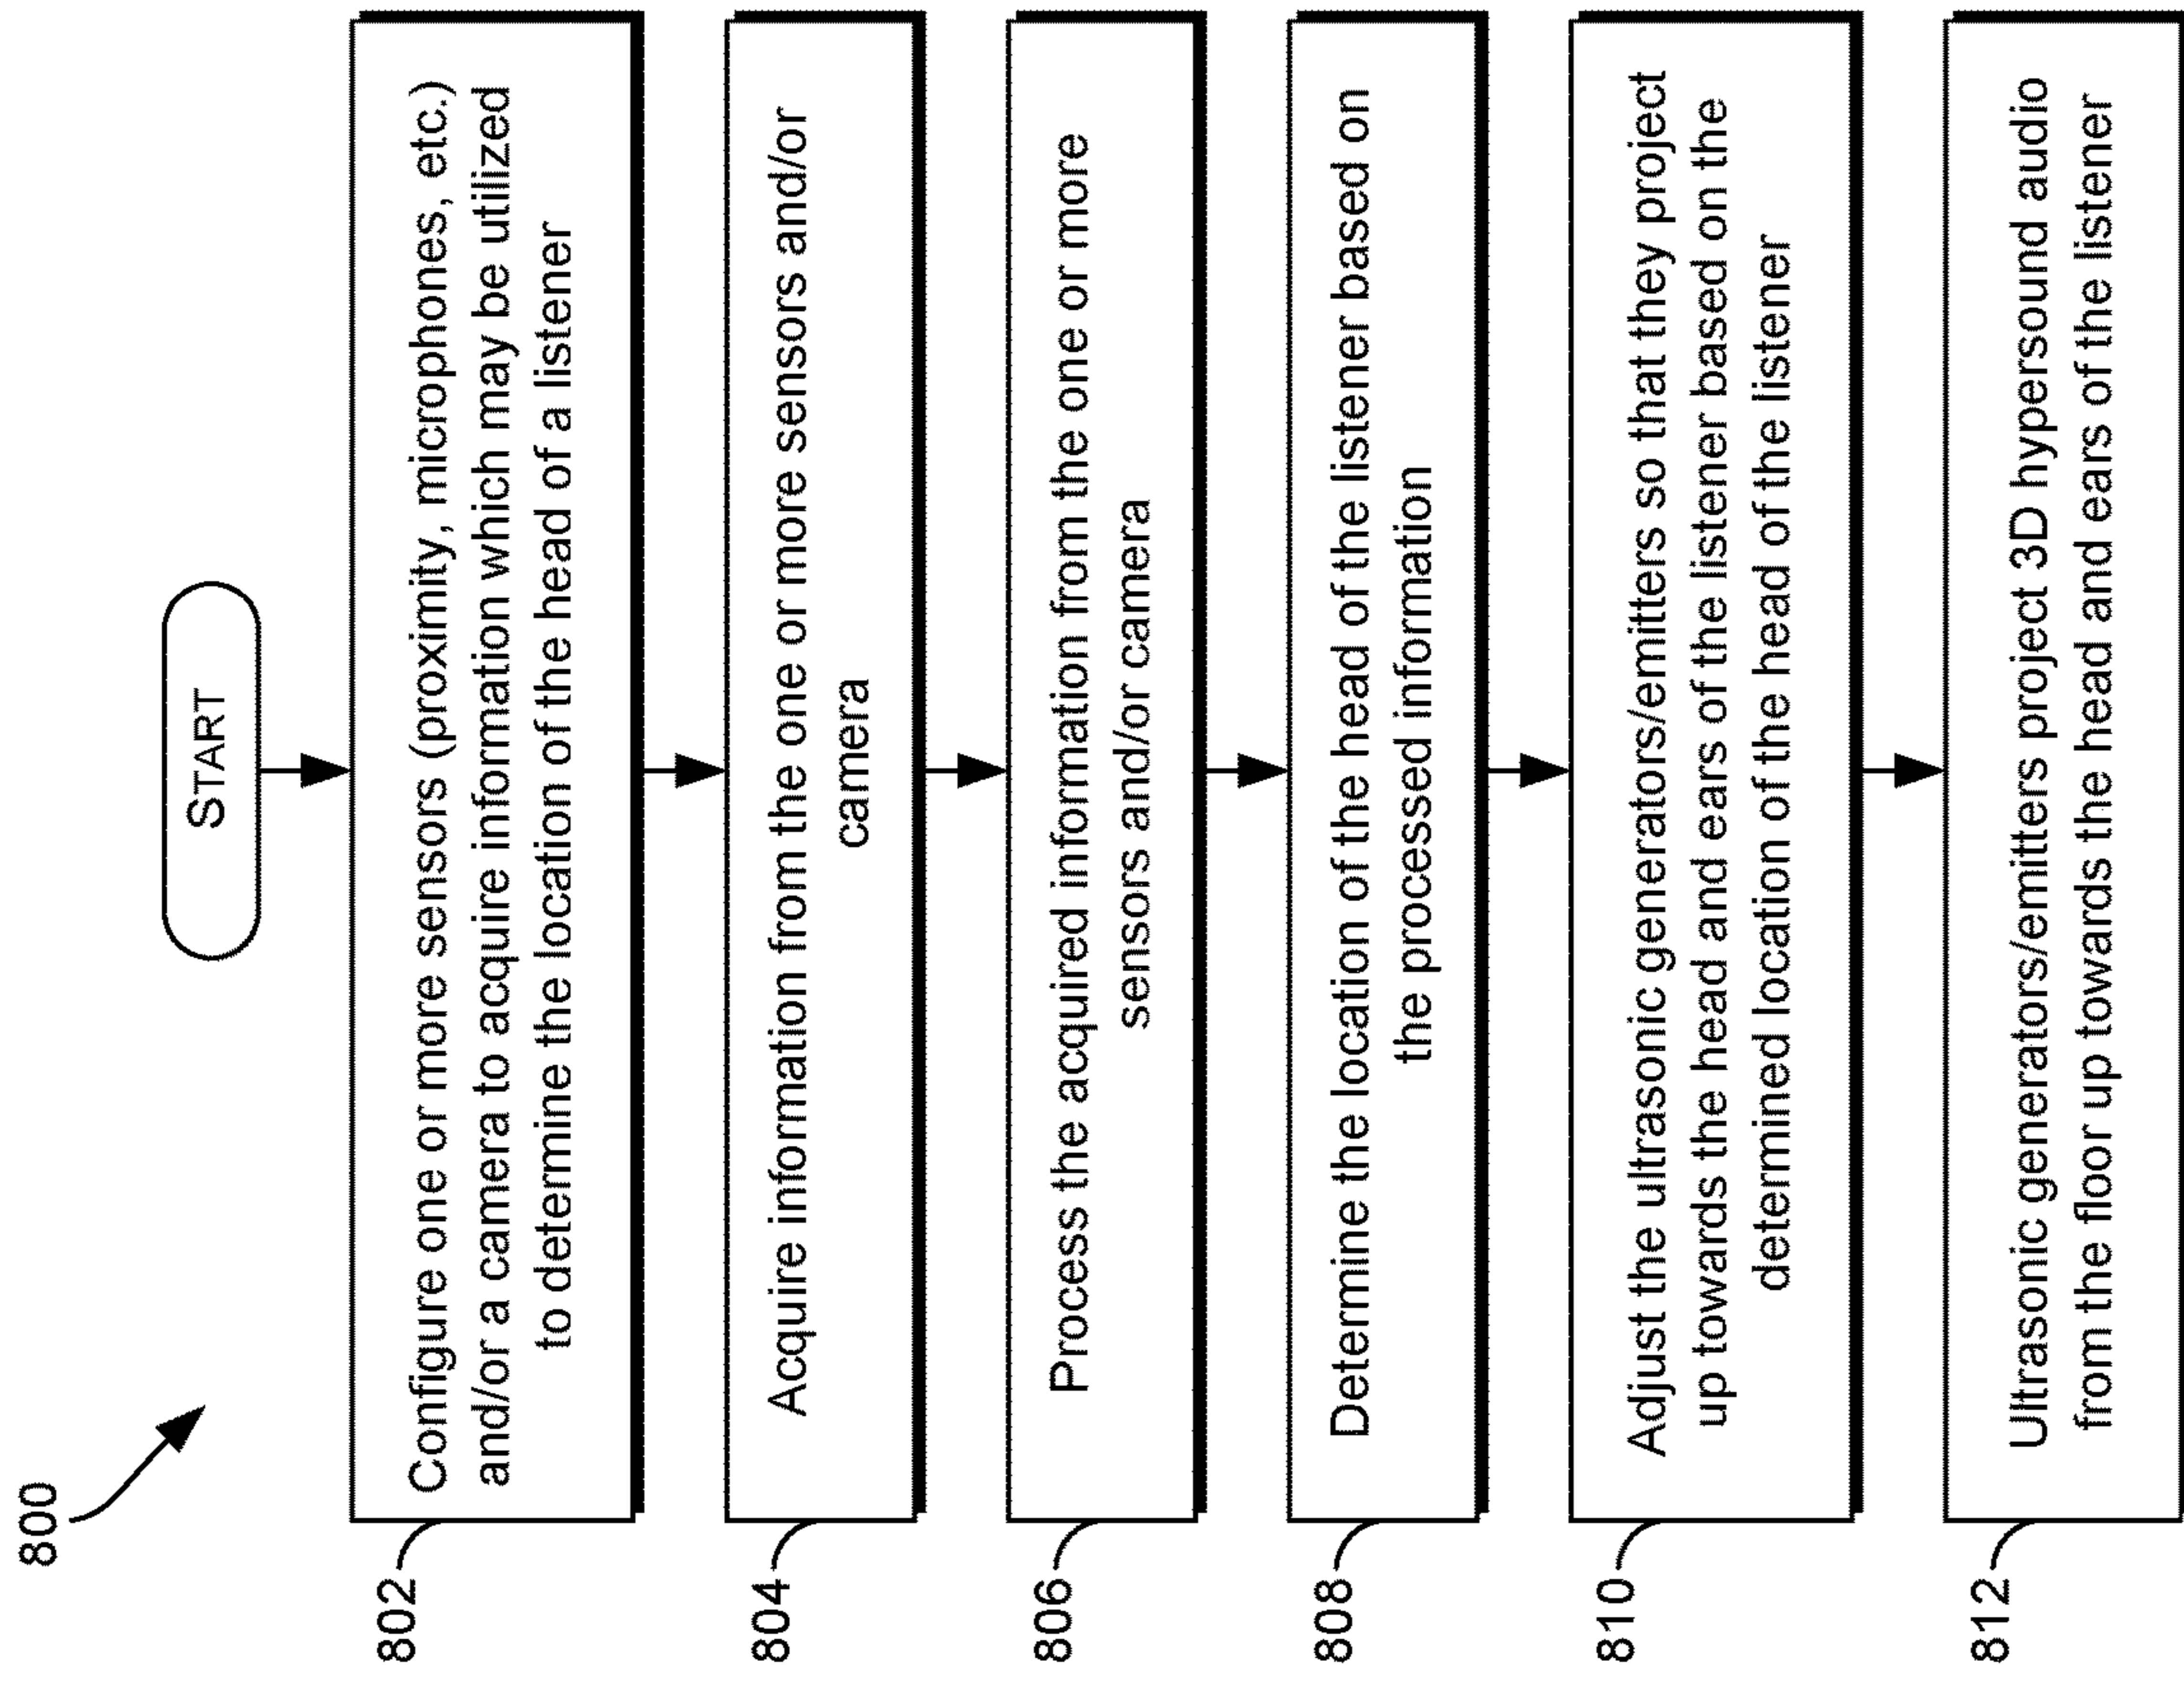 800
START
802
Configure one or more sensors (proximity, microphones, etc.)
and/or a camera to acquire information which may be utilized
to determine the location of the head of a listener
804
Acquire information from the one or more sensors and/or
camera
806
Process the acquired information from the one or more
sensors and/or camera
808
Determine the location of the head of the listener based on
the processed information
810
Adjust the ultrasonic generators/emitters so that they project
up towards the head and ears of the listener based on the
determined location of the head of the listener
812
Ultrasonic generators/emitters project 3D hypersound audio
from the floor up towards the head and ears of the listener